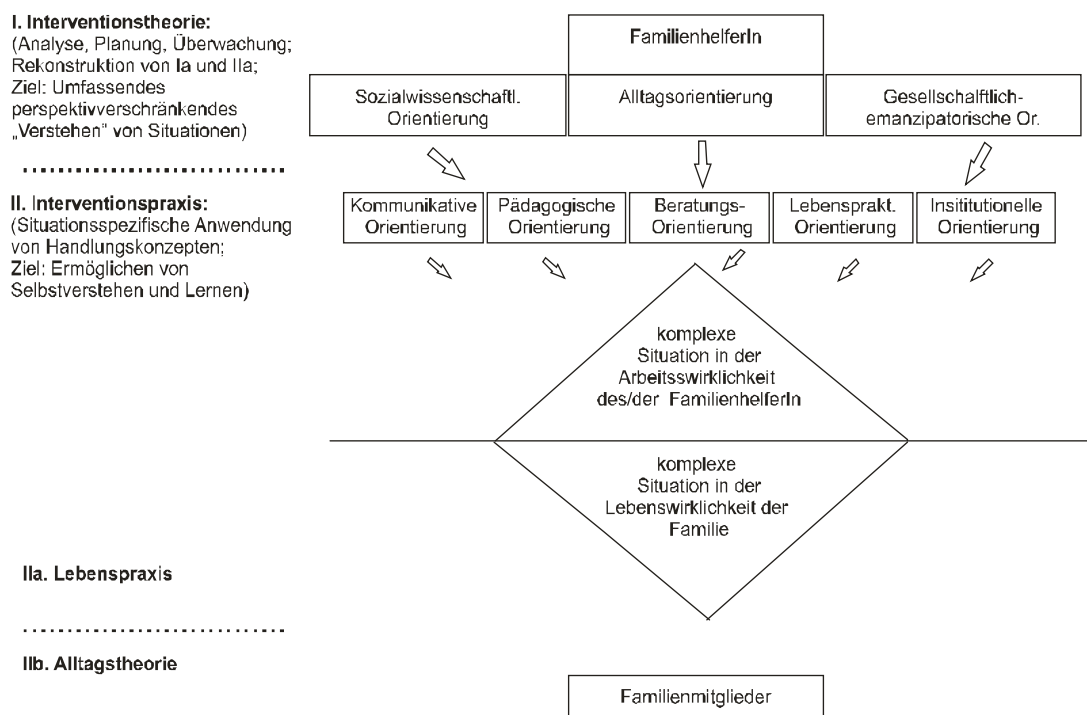 I. Interventionstheorie:
(Analyse, Planung, Überwachung;
Rekonstruktion von Ia und IIa;
Ziel: Umfassendes
perspektivverschränkendes
„Verstehen" von Situationen)
FamilienhelferIn
Sozialwissenschaftl.
Orientierung
Alltagsorientierung
Gesellschalftlich-
emanzipatorische Or.
II. Interventionspraxis:
(Situationsspezifische Anwendung
von Handlungskonzepten;
Ziel: Ermöglichen von
Selbstverstehen und Lernen)
Kommunikative
Orientierung
Pädagogische
Orientierung
Beratungs-
Orientierung
Lebensprakt.
Orientierung
Insititutionelle
Orientierung
komplexe
Situation in der
Arbeitsswirklichkeit
des/der FamilienhelferIn
komplexe
Situation in der
Lebenswirklichkeit der
Familie
IIa. Lebenspraxis
IIb. Alltagstheorie
Familienmitglieder